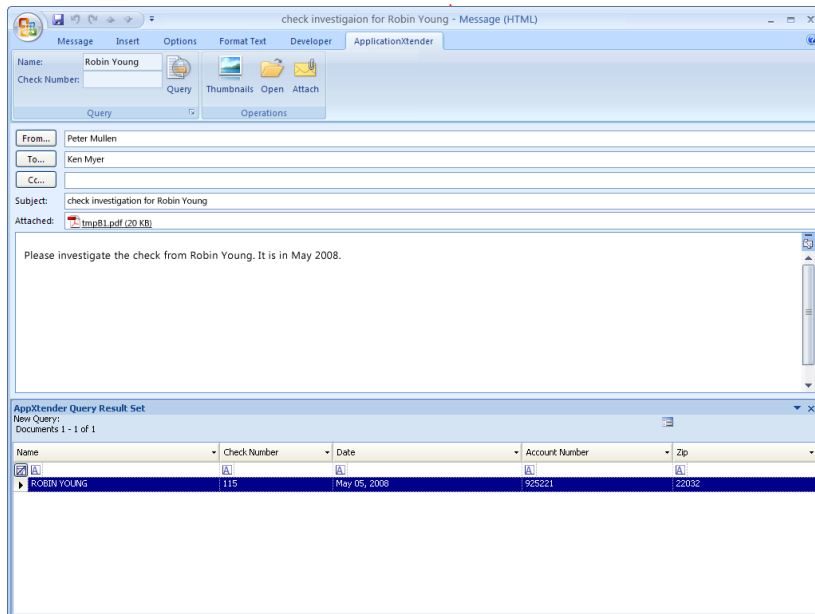 check investigaion for Robin Young - Message (HTML)
Message Insert Options Format Text Developer ApplicationXtender
Name: Robin Young
Check Number:
Query Thumbnails Open Attach
Query Operations
From... Peter Mullen
To... Ken Myer
Cc...
Subject: check investigation for Robin Young
Attached: tmpB1.pdf (20 KB)
Please investigate the check from Robin Young. It is in May 2008.
AppXtender Query Result Set
New Query:
Documents 1 - 1 of 1
Name Check Number Date Account Number Zip
A A A A A
ROBIN YOUNG 115 May 05, 2008 925221 22032